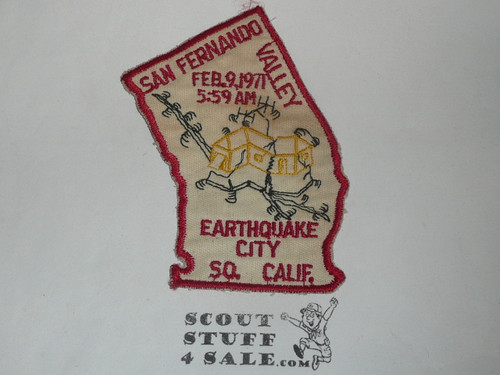 SAN FERNANDO VALLEY
FEB. 9, 1971
5:59 AM
EARTHQUAKE
CITY
SO. CALIF.
SCOUT
STUFF
4 SALE.com